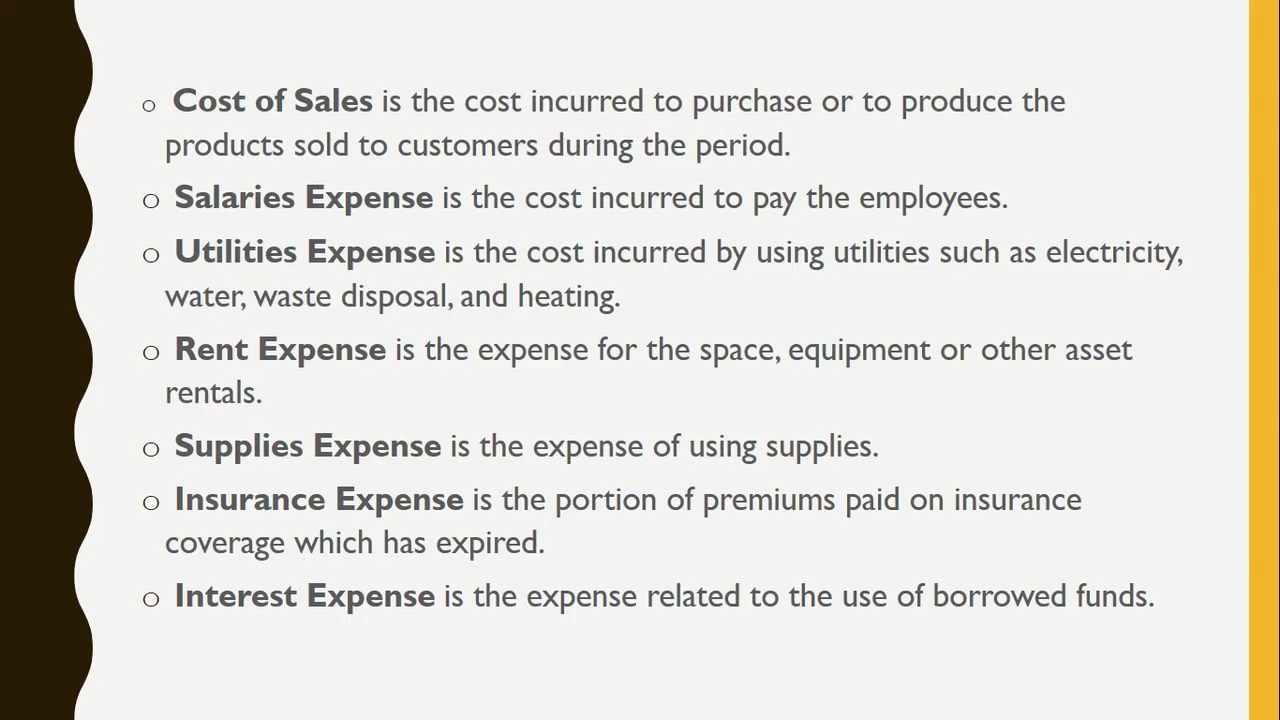 o Cost of Sales is the cost incurred to purchase or to produce the
products sold to customers during the period.
o Salaries Expense is the cost incurred to pay the employees.
o Utilities Expense is the cost incurred by using utilities such as electricity,
water, waste disposal, and heating.
o Rent Expense is the expense for the space, equipment or other asset
rentals.
o Supplies Expense is the expense of using supplies.
o Insurance Expense is the portion of premiums paid on insurance
coverage which has expired.
o Interest Expense is the expense related to the use of borrowed funds.